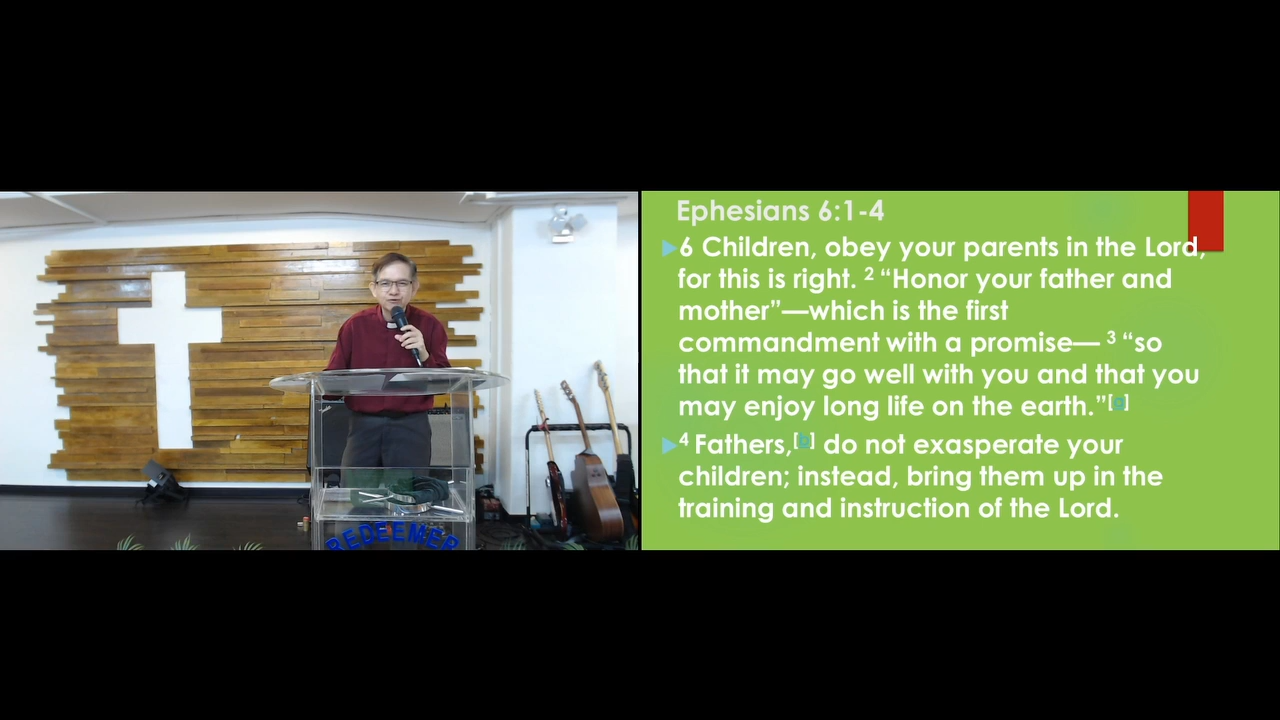 Ephesians 6:1-4
6 Children, obey your parents in the Lord,
for this is right. 2 “Honor your father and
mother”—which is the first
commandment with a promise— 3 “so
that it may go well with you and that you
may enjoy long life on the earth.”[a]
4 Fathers,[b] do not exasperate your
children; instead, bring them up in the
training and instruction of the Lord.
REDEEMER